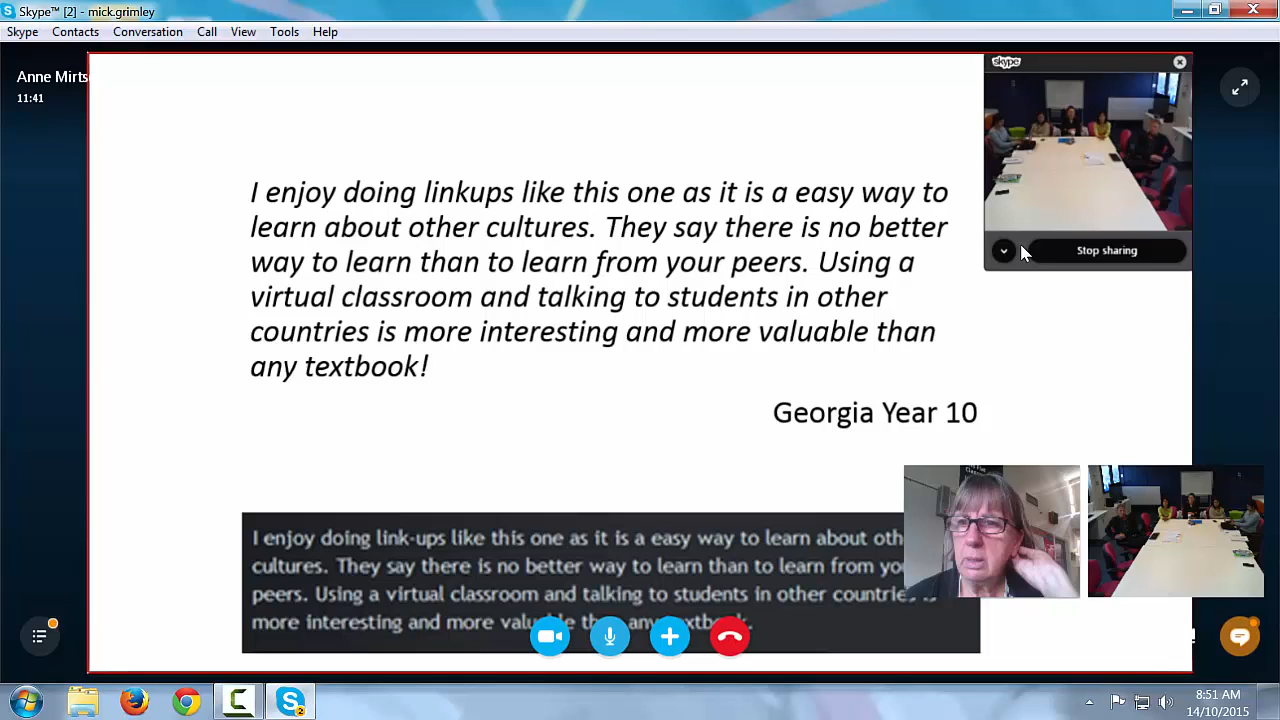 Skype™ [2] - mick.grimley
Skype Contacts Conversation Call View Tools Help
Anne Mirts
11:41
skype
Stop sharing
I enjoy doing linkups like this one as it is a easy way to
learn about other cultures. They say there is no better
way to learn than to learn from your peers. Using a
virtual classroom and talking to students in other
countries is more interesting and more valuable than
any textbook!
Georgia Year 10
I enjoy doing link-ups like this one as it is a easy way to learn about oth
cultures. They say there is no better way to learn than to learn from yo
peers. Using a virtual classroom and talking to students in other countries
more interesting and more valuable than any textbook.
2
8:51 AM
14/10/2015